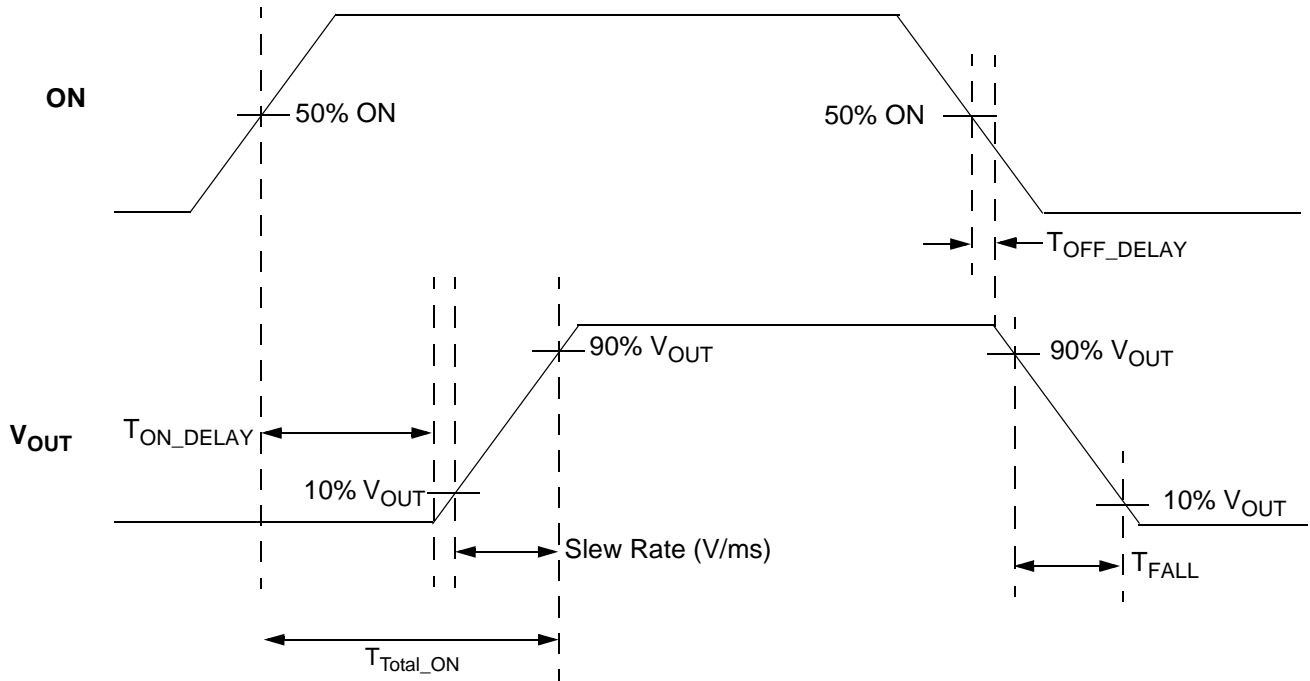 ON
50% ON
50% ON
TOFF_DELAY
90% VOUT
90% VOUT
VOUT
TON_DELAY
10% VOUT
10% VOUT
Slew Rate (V/ms)
TFALL
TTotal_ON